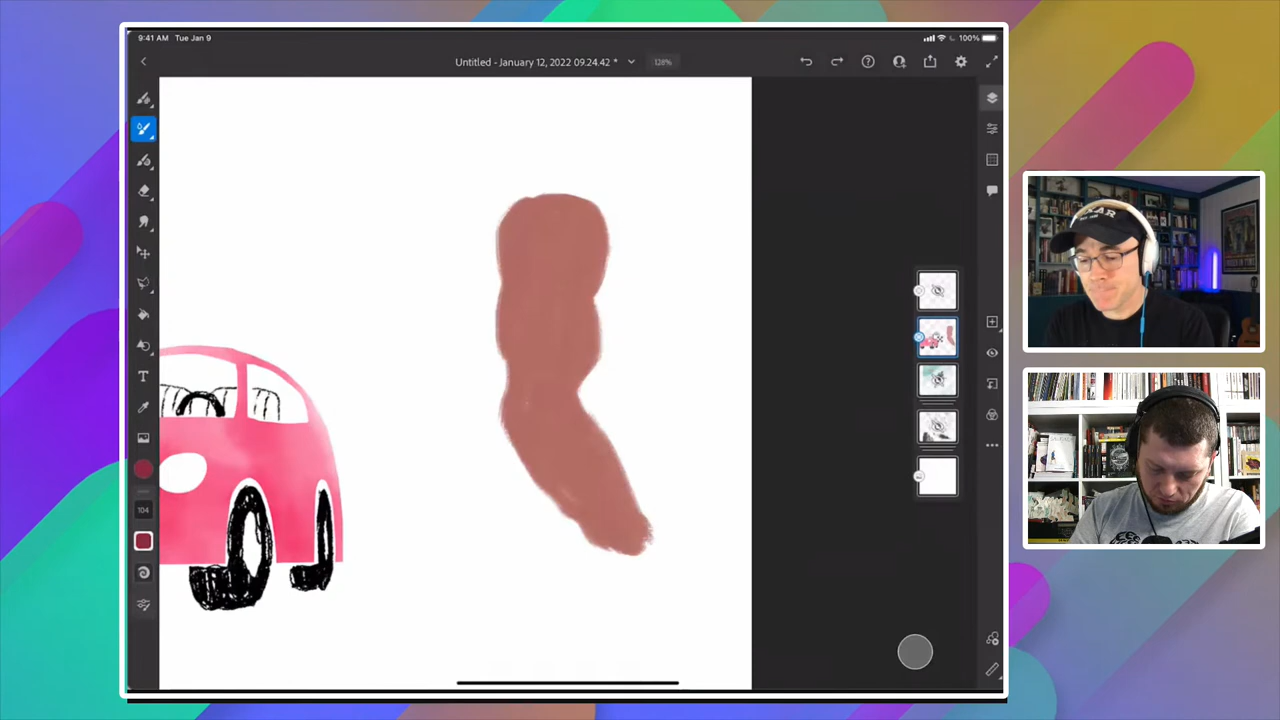 9:41 AM Tue Jan 9
100%
Untitled - January 12, 2022 09.24.42 *
128%
T
104